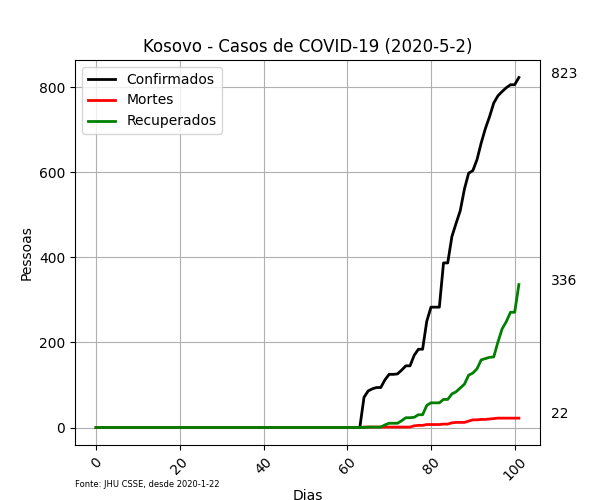 Kosovo - Casos de COVID-19 (2020-5-2)
Confirmados
Mortes
Recuperados
823
336
22
800
600
400
200
0
Pessoas
0
20
40
60
80
100
Fonte: JHU CSSE, desde 2020-1-22
Dias